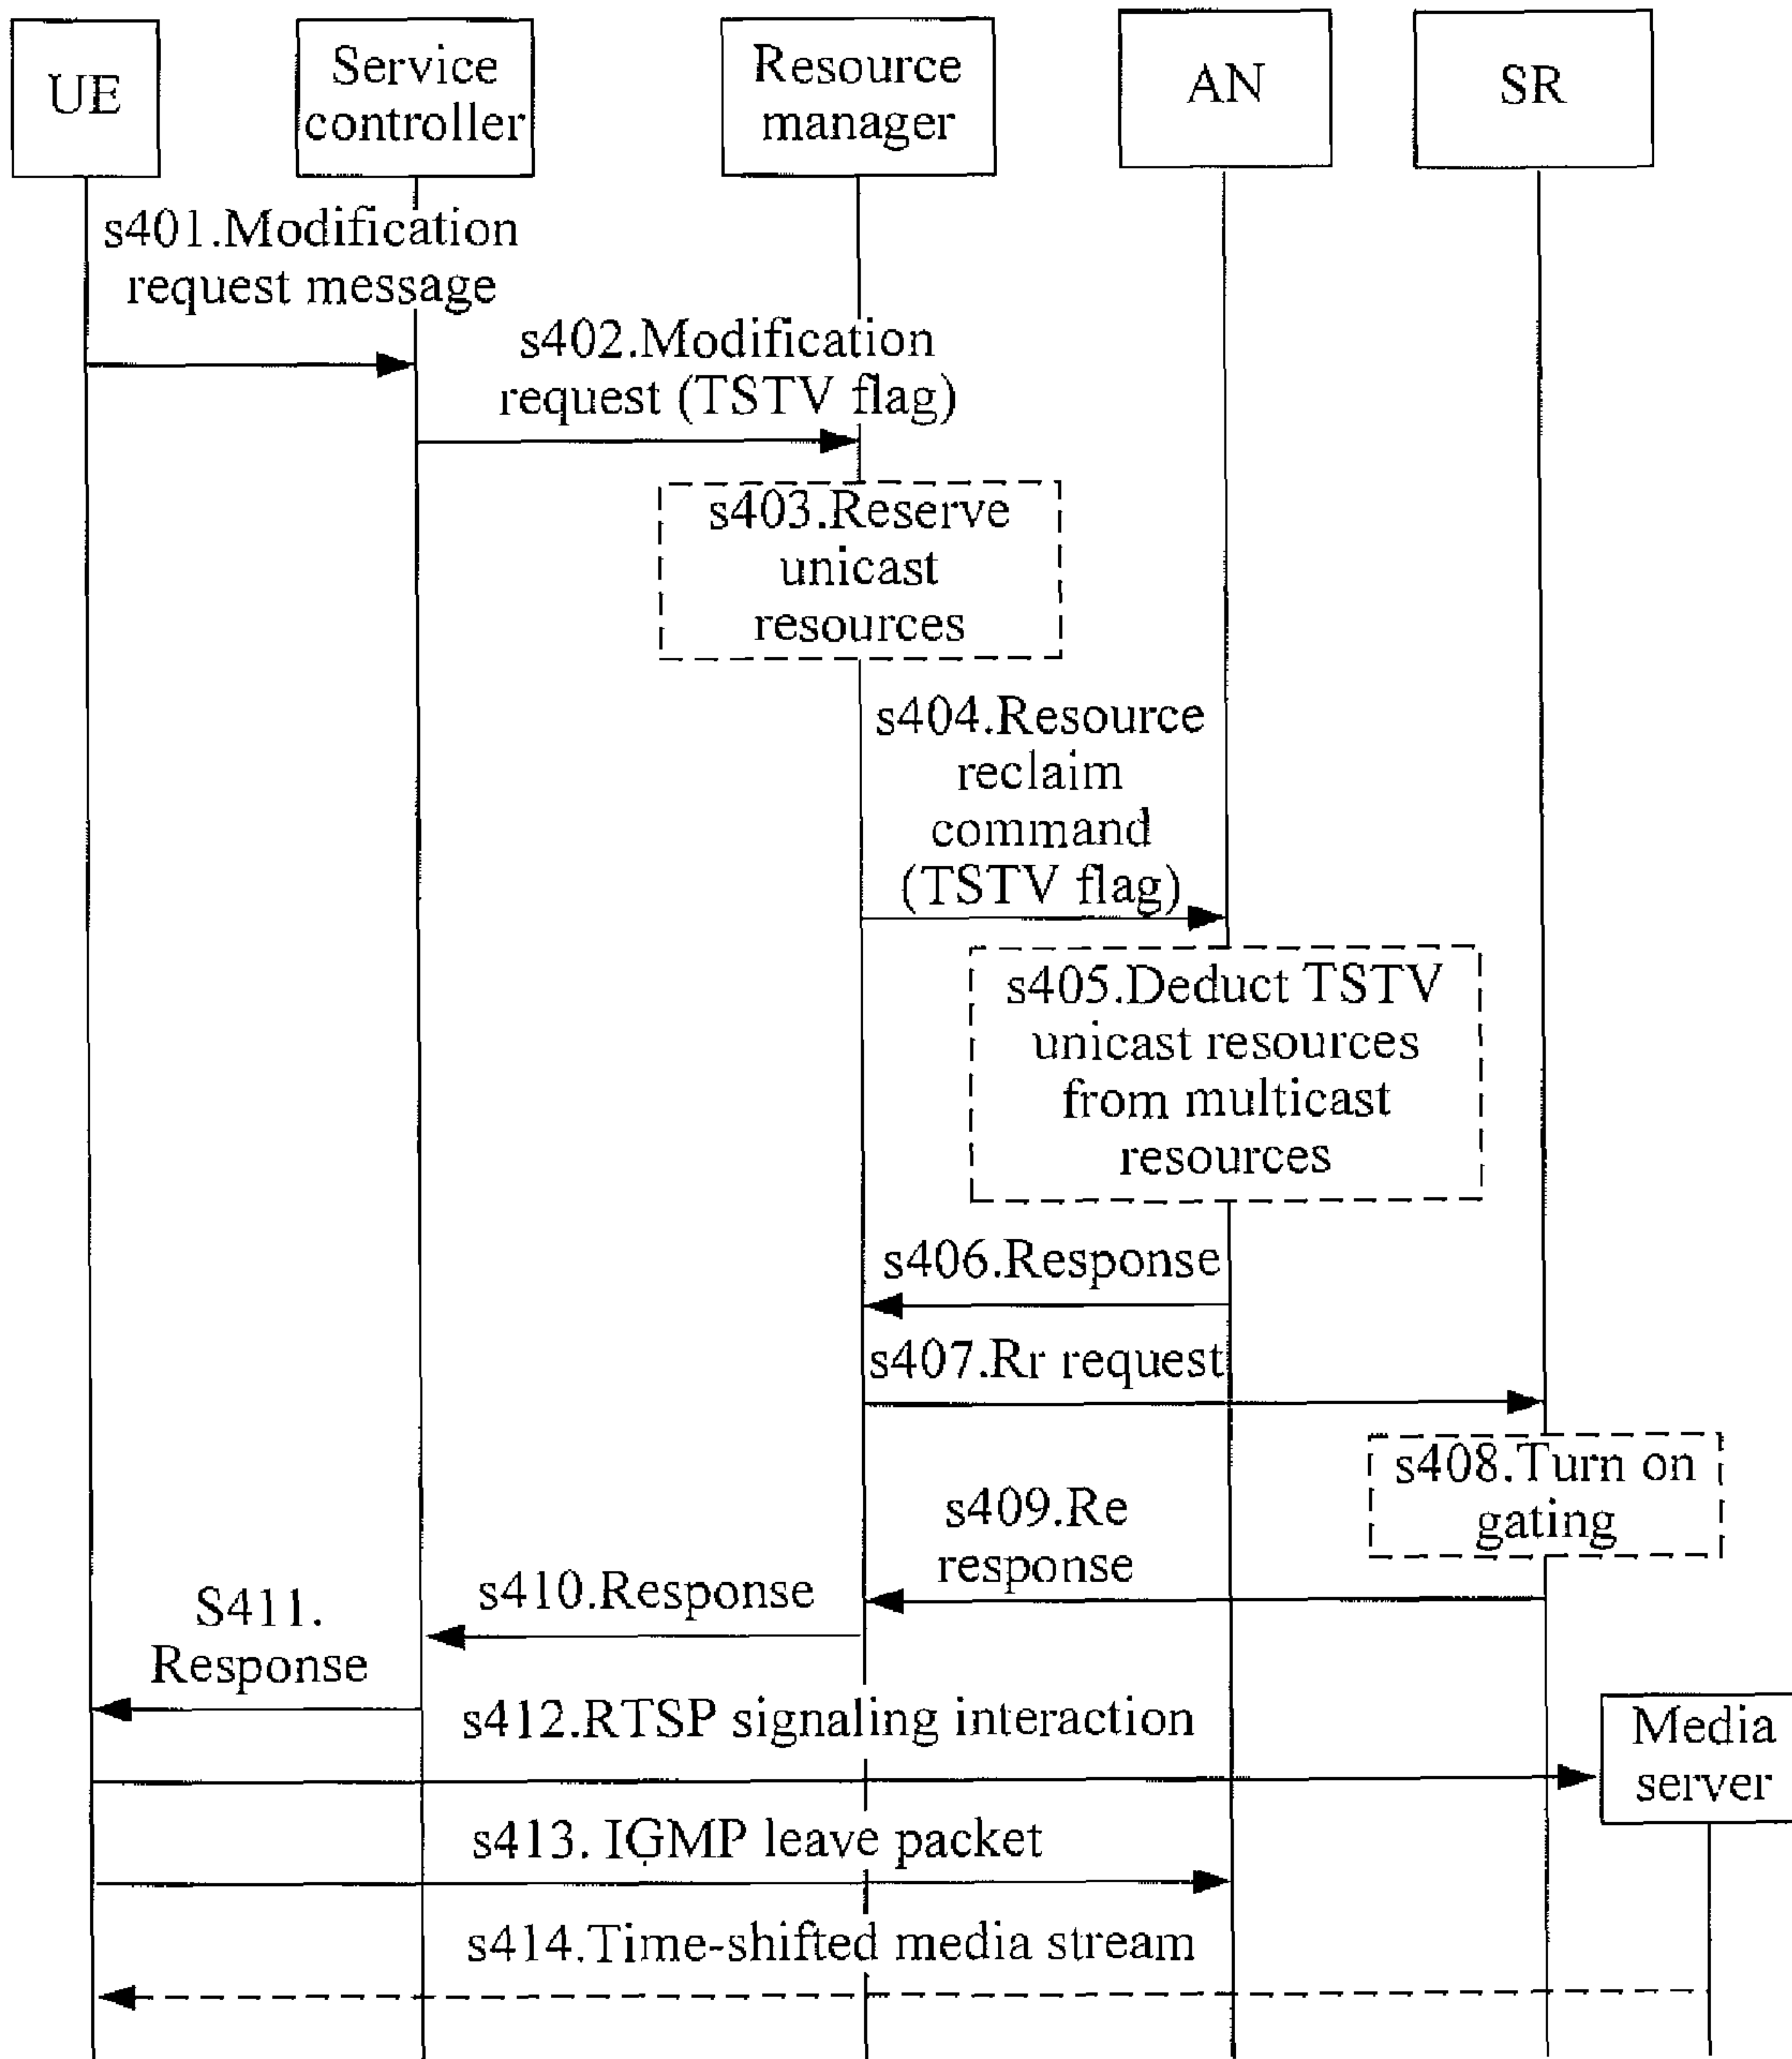 UE
Service
controller
Resource
manager
AN
SR
s401.Modification
request message
s402.Modification
request (TSTV flag)
s403.Reserve
unicast
resources
s404.Resource
reclaim
command
(TSTV flag)
s405.Deduct TSTV
unicast resources
from multicast
resources
s406.Response
s407.Rr request
s408.Turn on
gating
s409.Re
response
s410.Response
S411.
Response
s412.RTSP signaling interaction
Media
server
s413. IGMP leave packet
s414.Time-shifted media stream